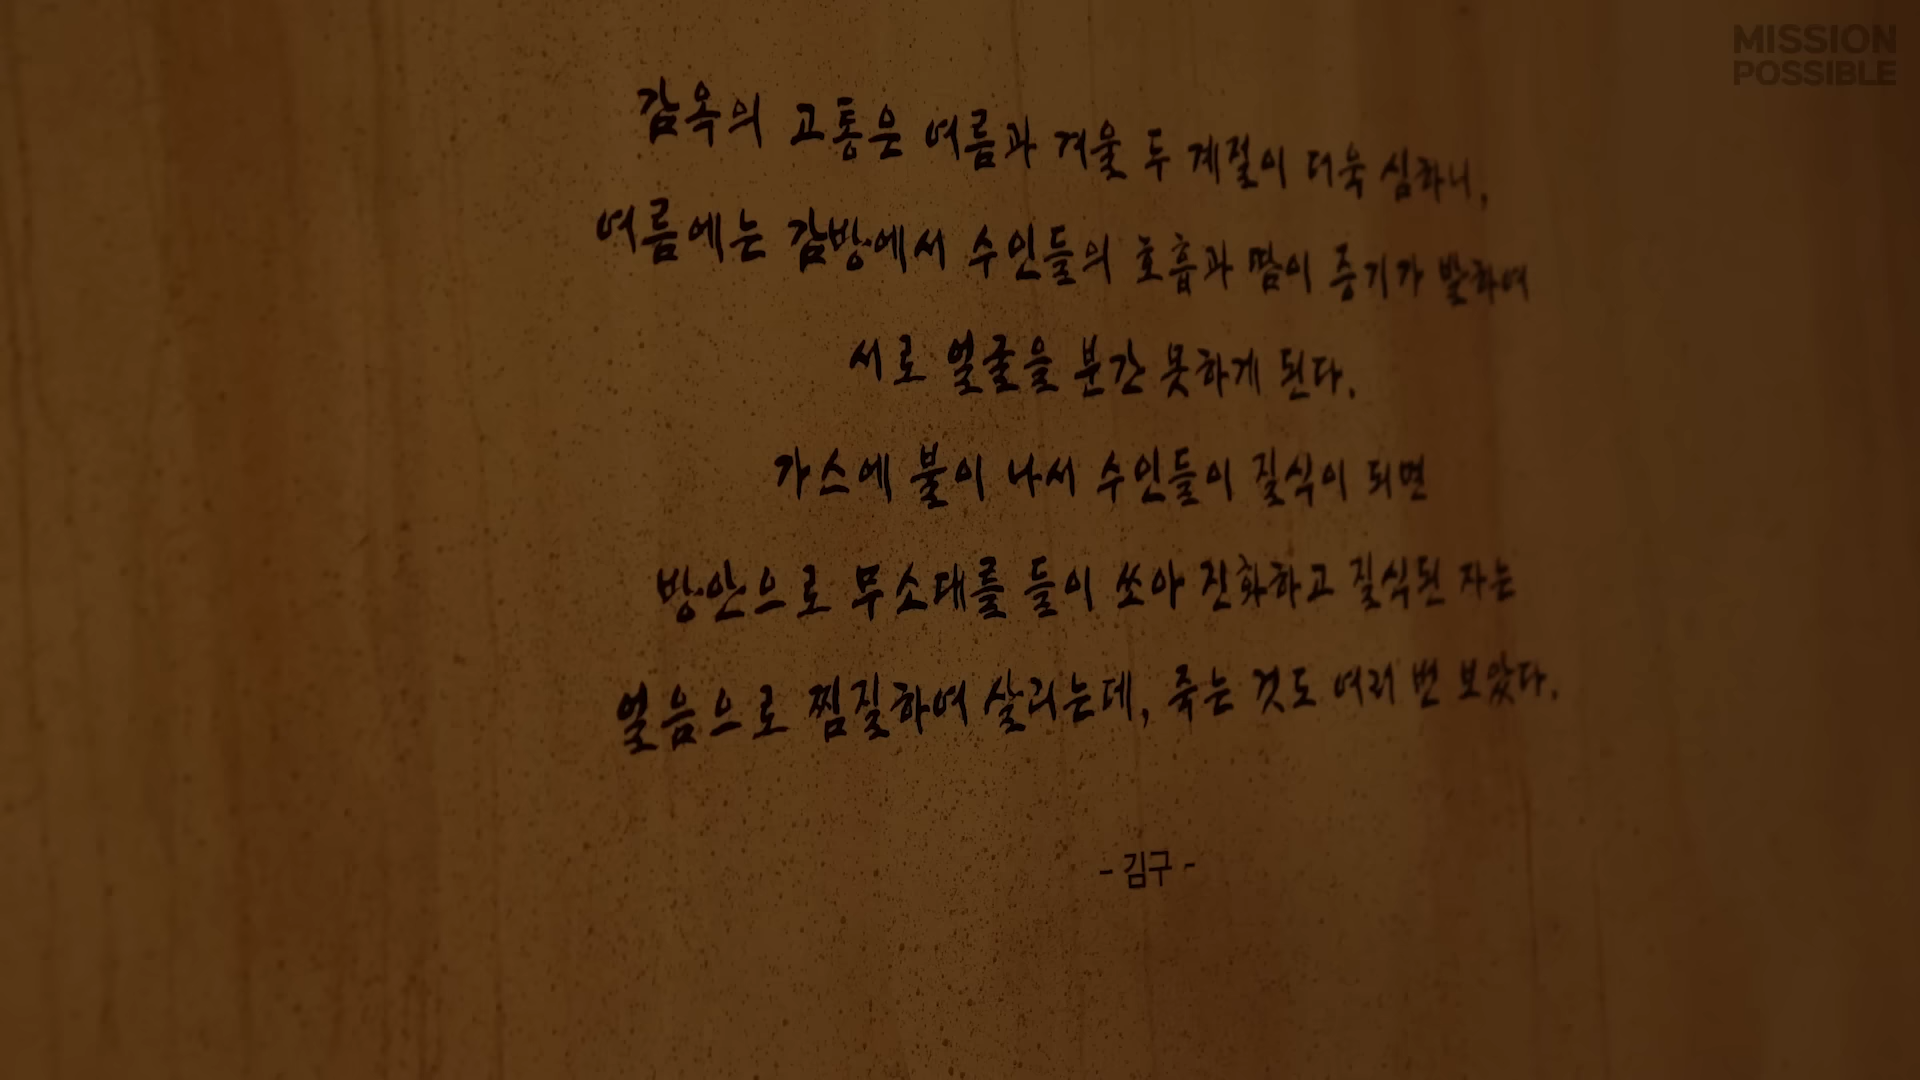 MISSION
POSSIBLE
감옥의 고통은 여름과 겨울 두 계절이 더욱 심하니,
여름에는 감방에서 수인들의 호흡과 땀이 증기가 발하여
서로 얼굴을 분간 못하게 된다.
가스에 불이 나서 수인들이 질식이 되면
방안으로 무소대를 들이 쏘아 진화하고 질식된 자는
얼음으로 찜질하여 살리는데, 죽는 것도 여러 번 보았다.
- 김구 -